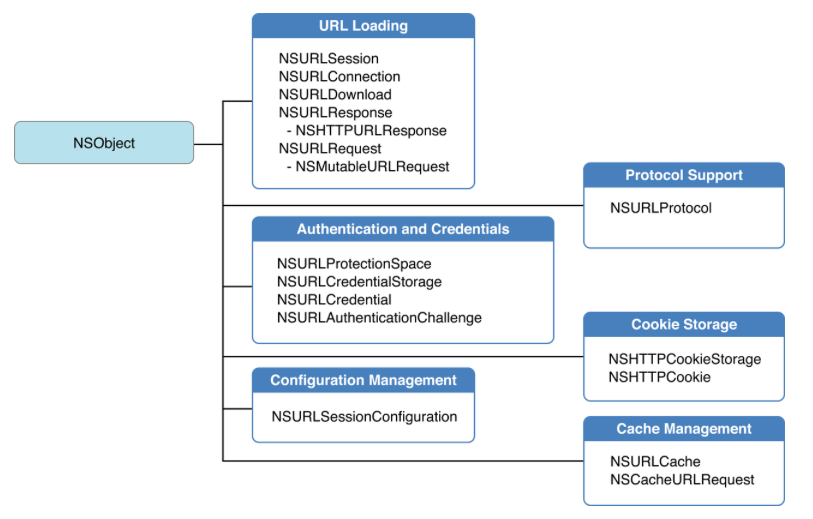 NSObject
URL Loading
NSURLSession
NSURLConnection
NSURLDownload
NSURLResponse
- NSHTTPURLResponse
NSURLRequest
- NSMutableURLRequest
Protocol Support
NSURLProtocol
Authentication and Credentials
NSURLProtectionSpace
NSURLCredentialStorage
NSURLCredential
NSURLAuthenticationChallenge
Cookie Storage
NSHTTPCookieStorage
NSHTTPCookie
Configuration Management
NSURLSessionConfiguration
Cache Management
NSURLCache
NSCacheURLRequest